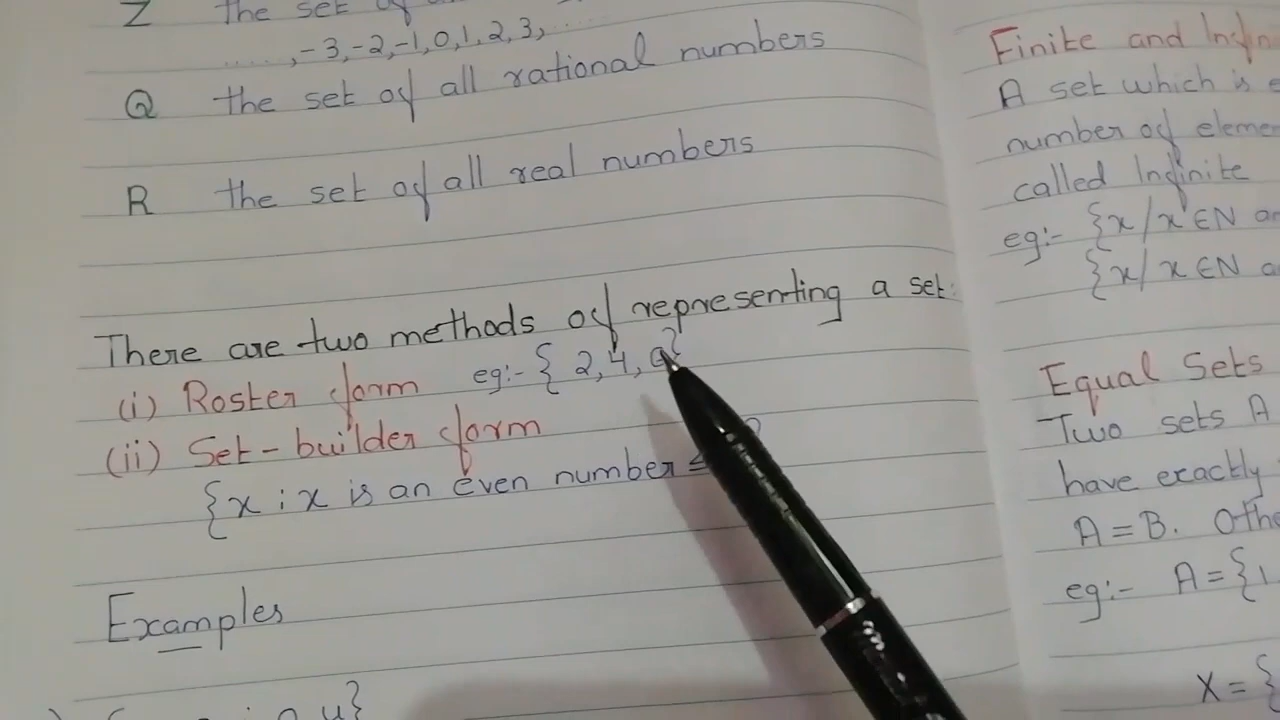 Z the set of
....., -3, -2, -1, 0, 1, 2, 3, .....
Q the set of all rational numbers
R the set of all real numbers
There are two methods of representing a set:
(i) Roster form eg:- { 2, 4, 9}
(ii) Set-builder form
{x : x is an even number ≤
Examples
Finite and
A set which is
number of
called Infinite
eg:- {x / x ∈ N
{x / x ∈ N
Equal Sets
Two sets A
have exactly
A = B.
eg:- A = {1
X = {